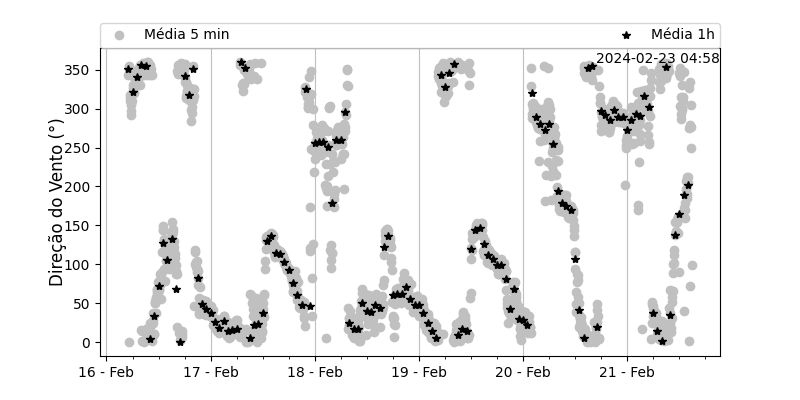 Média 5 min
Média 1h
2024-02-23 04:58
Direção do Vento (°)
350
300
250
200
150
100
50
0
16 - Feb
17 - Feb
18 - Feb
19 - Feb
20 - Feb
21 - Feb